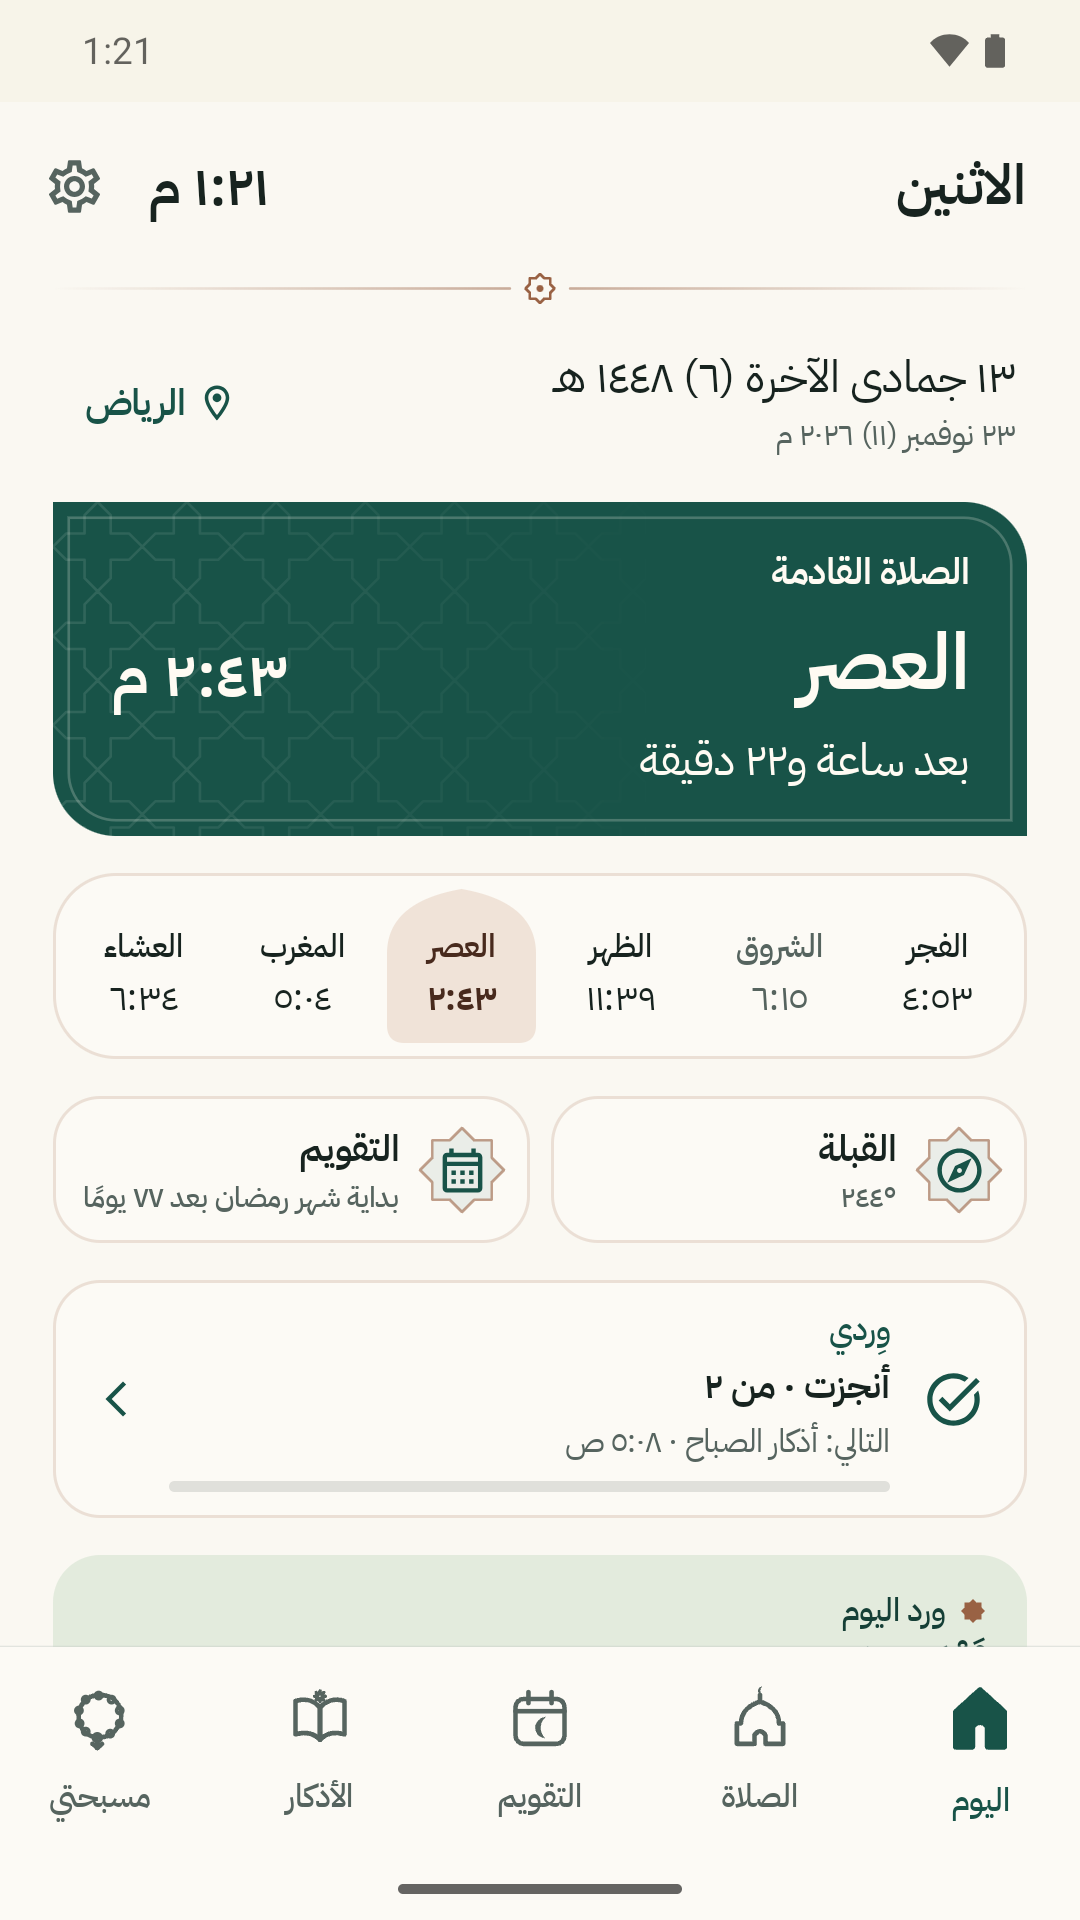 1:21
الاثنين
١:٢١ م
١٣ جمادى الآخرة (٦) ١٤٤٨ هـ
٢٣ نوفمبر (١١) ٢٠٢٦ م
الرياض
الصلاة القادمة
العصر
٢:٤٣ م
بعد ساعة و٢٢ دقيقة
الفجر الشروق الظهر العصر المغرب العشاء
٤:٥٣ ٦:١٥ ١١:٣٩ ٢:٤٣ ٥:٠٤ ٦:٣٤
القبلة
٢٤٤°
التقويم
بداية شهر رمضان بعد ٧٧ يومًا
وِردي
أنجزت ٠ من ٢
التالي: أذكار الصباح · ٥:٠٨ ص
ورد اليوم
اليوم الصلاة التقويم الأذكار مسبحتي